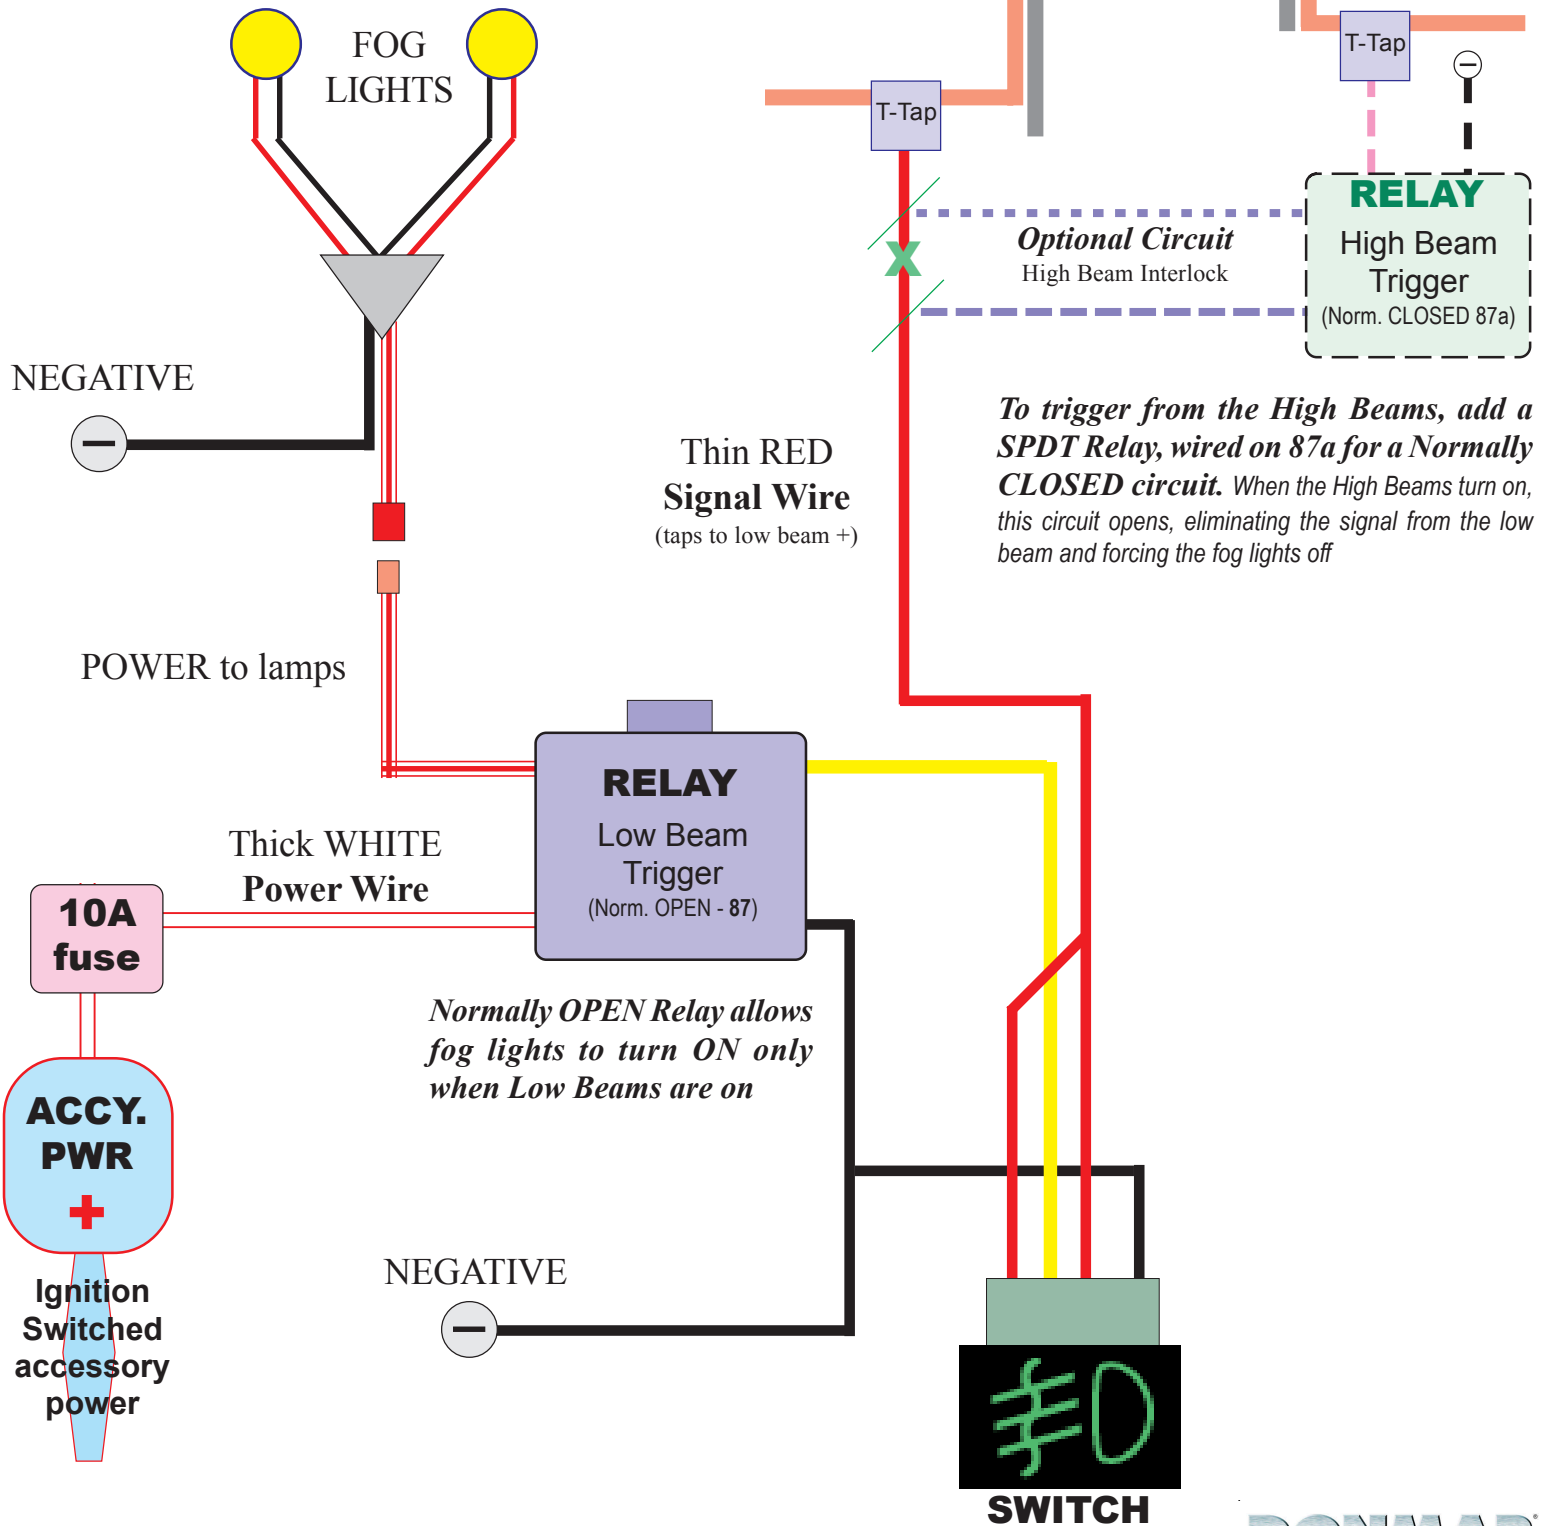 FOG
LIGHTS
T-Tap
T-Tap
RELAY
High Beam
Trigger
(Norm. CLOSED 87a)
Optional Circuit
High Beam Interlock
NEGATIVE
To trigger from the High Beams, add a
SPDT Relay, wired on 87a for a Normally
CLOSED circuit. When the High Beams turn on,
this circuit opens, eliminating the signal from the low
beam and forcing the fog lights off
Thin RED
Signal Wire
(taps to low beam +)
POWER to lamps
RELAY
Low Beam
Trigger
(Norm. OPEN - 87)
Thick WHITE
Power Wire
10A
fuse
Normally OPEN Relay allows
fog lights to turn ON only
when Low Beams are on
ACCY.
PWR
+
Ignition
Switched
accessory
power
NEGATIVE
SWITCH